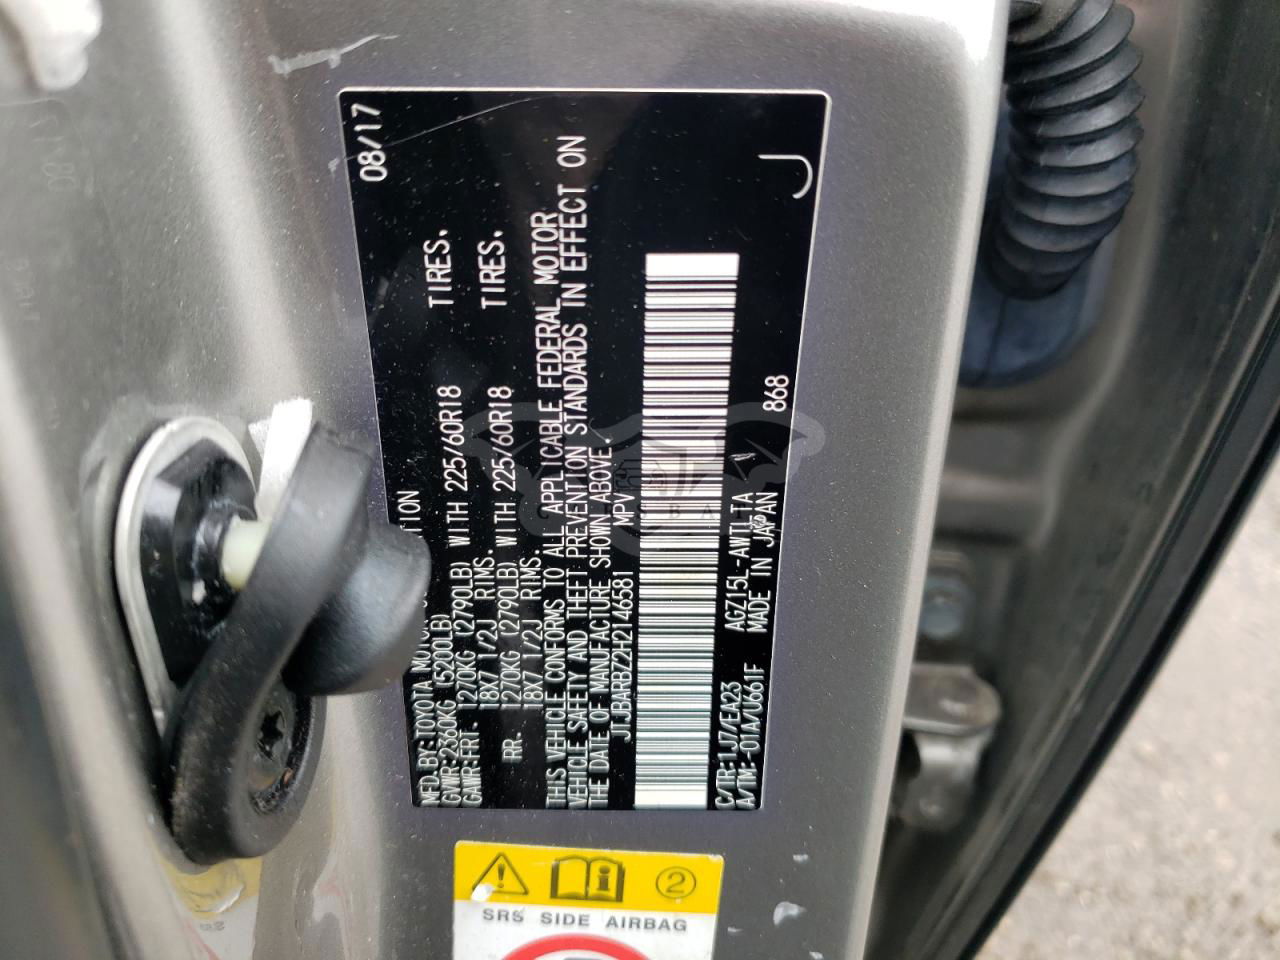 08/17
MFD. BY: TOYOTA MOTOR
GVWR: 2360KG (5200LB)
GAWR: FRT. 1270KG (2790LB) WITH 225/60R18 TIRES.
18X7 1/2J RIMS.
RR. 1270KG (2790LB) WITH 225/60R18 TIRES.
18X7 1/2J RIMS.
THIS VEHICLE CONFORMS TO ALL APPLICABLE FEDERAL MOTOR
VEHICLE SAFETY AND THEFT PREVENTION STANDARDS IN EFFECT ON
THE DATE OF MANUFACTURE SHOWN ABOVE.
JTJBARBZ2H2146581 MPV
C/TR: 1J7/EA23 AGZ15L-AWTLTA
A/TM: -01A/U661F MADE IN JAPAN 868
J
2
SRS SIDE AIRBAG